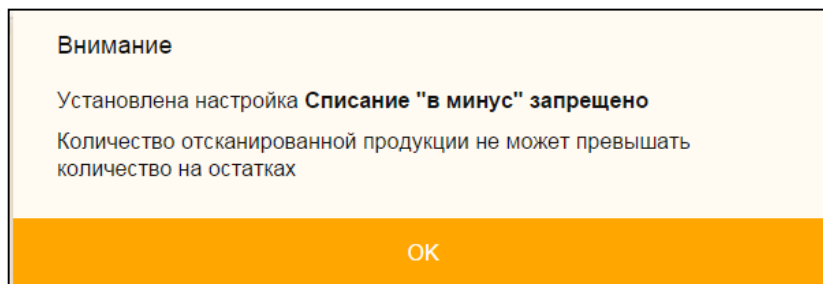 Внимание
Установлена настройка Списание "в минус" запрещено
Количество отсканированной продукции не может превышать
количество на остатках
OK